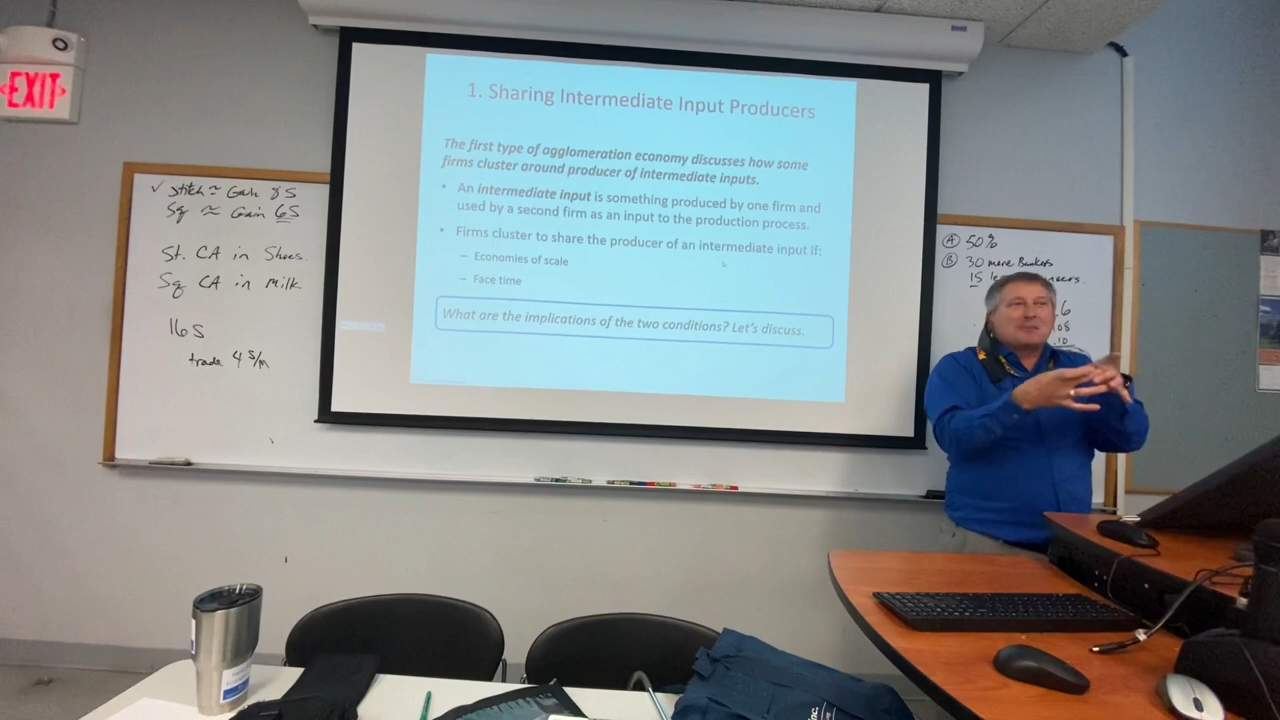 EXIT
✓ Stitch ≈ Gain 8S
Sq ≈ Gain 6S
St. CA in Shoes.
Sq CA in Milk.
16S
trade 4 S/m
1. Sharing Intermediate Input Producers
The first type of agglomeration economy discusses how some
firms cluster around producer of intermediate inputs.
• An intermediate input is something produced by one firm and
used by a second firm as an input to the production process.
• Firms cluster to share the producer of an intermediate input if:
– Economies of scale
– Face time
What are the implications of the two conditions? Let's discuss.
A 50%
B 30 more Bankers
15
.10
inc.